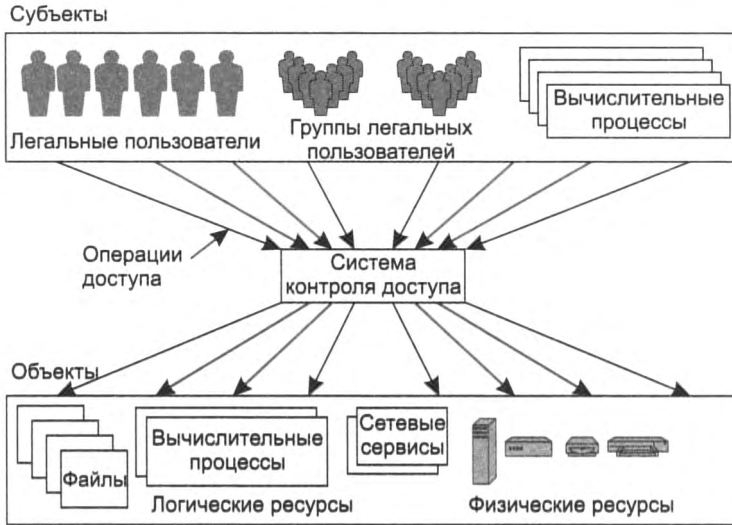 Субъекты
Легальные пользователи
Группы легальных
пользователей
Вычислительные
процессы
Операции
доступа
Система
контроля доступа
Объекты
Файлы
Вычислительные
процессы
Сетевые
сервисы
Логические ресурсы
Физические ресурсы